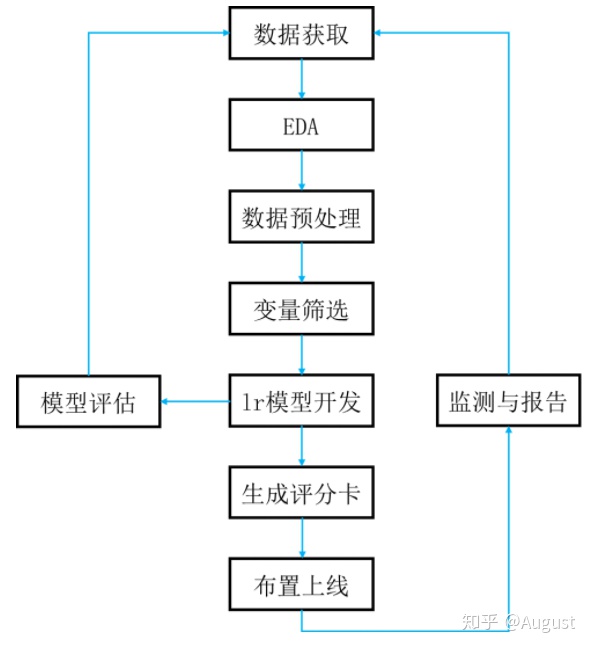 数据获取
EDA
数据预处理
变量筛选
模型评估
lr模型开发
监测与报告
生成评分卡
布置上线
知乎 @August